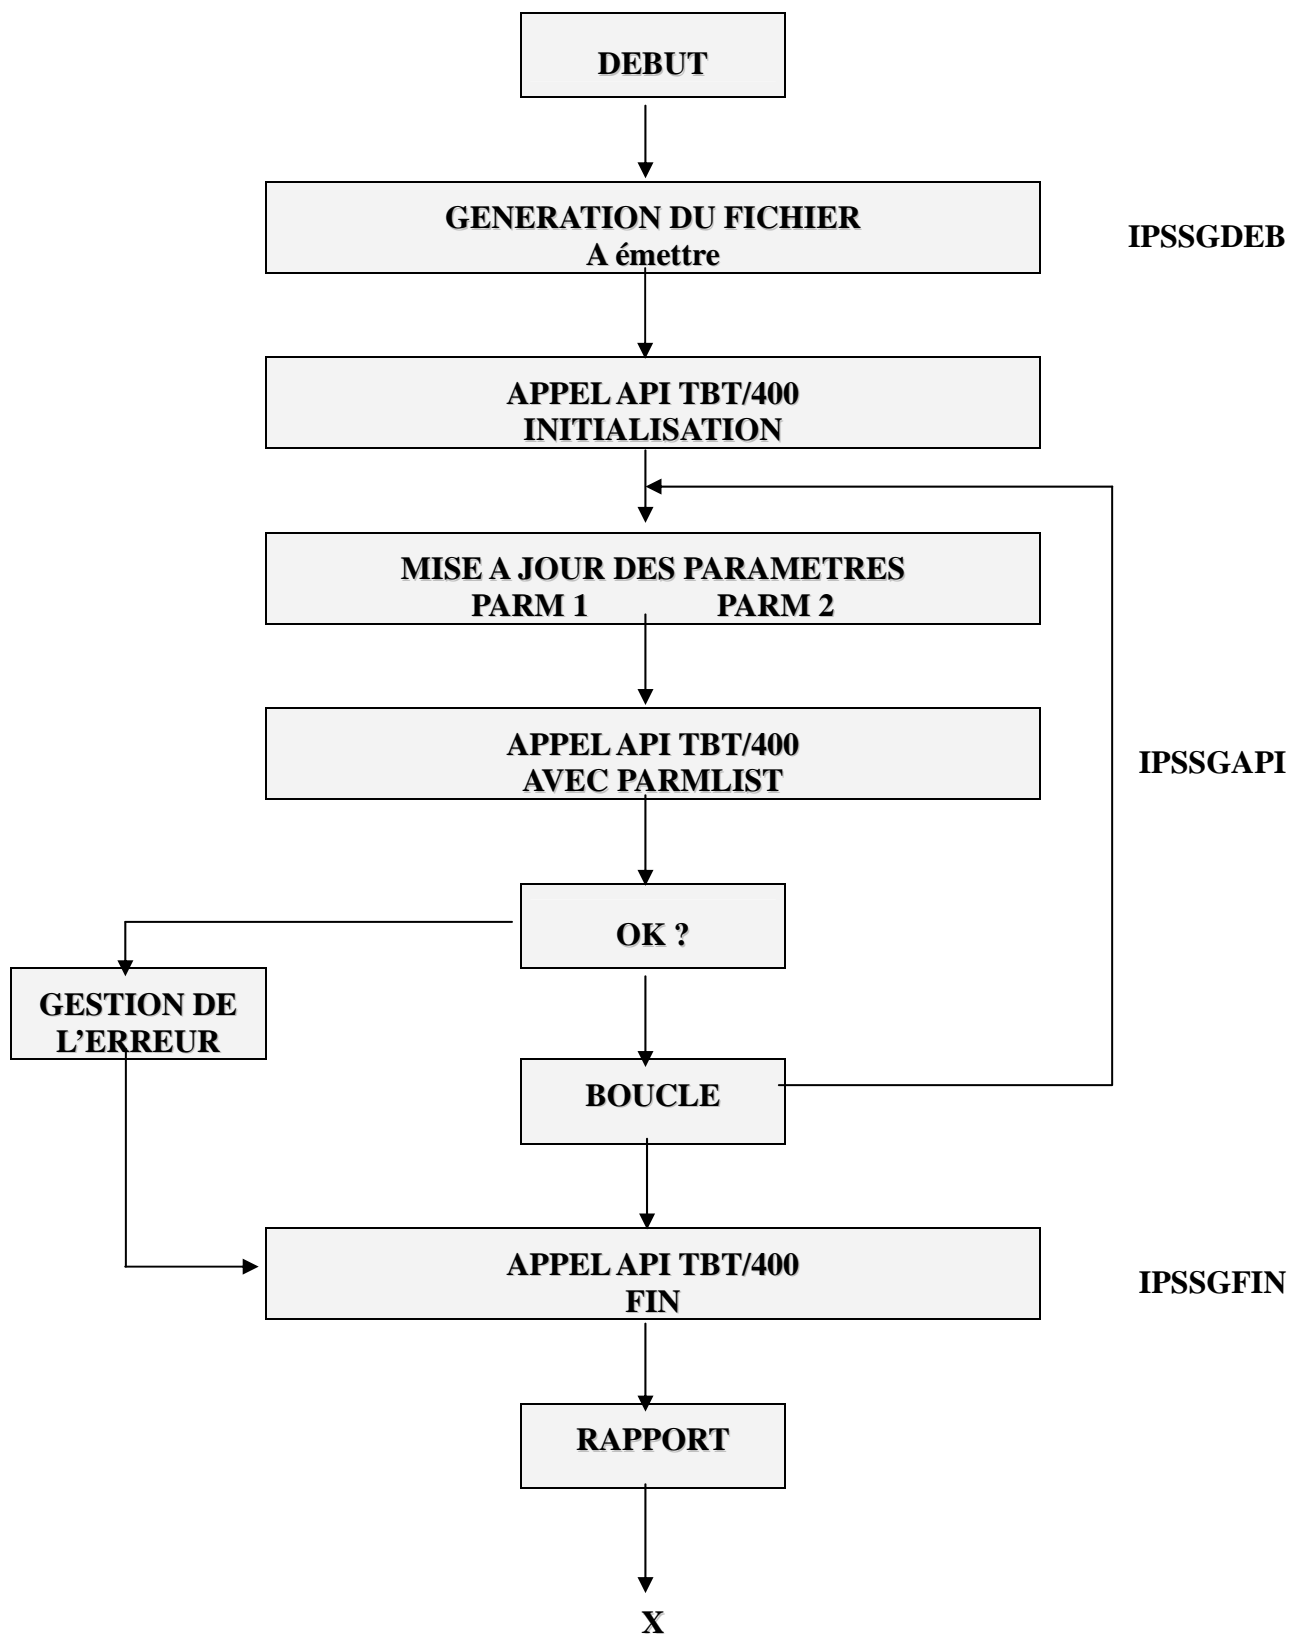 DEBUT
GENERATION DU FICHIER
A émettre
IPSSGDEB
APPEL API TBT/400
INITIALISATION
MISE A JOUR DES PARAMETRES
PARM 1 PARM 2
APPEL API TBT/400
AVEC PARMLIST
IPSSGAPI
OK ?
GESTION DE
L’ERREUR
BOUCLE
APPEL API TBT/400
FIN
IPSSGFIN
RAPPORT
X